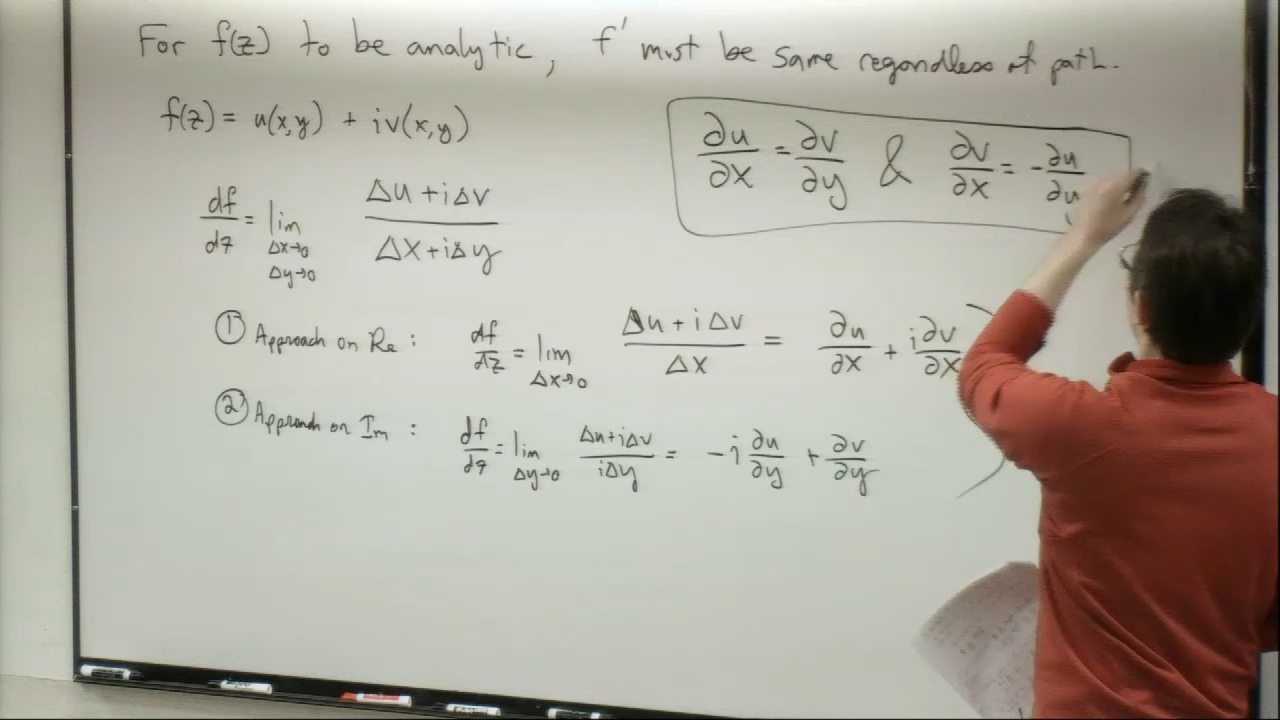 For f(z) to be analytic, f' must be same regardless of path.
f(z) = u(x,y) + iv(x,y)
∂u/∂x = ∂v/∂y & ∂v/∂x = -∂u/∂y
df/dz = lim Δx→0 Δy→0 (Δu + iΔv)/(Δx + iΔy)
① Approach on Re : df/dz = lim Δx→0 (Δu + iΔv)/Δx = ∂u/∂x + i∂v/∂x
② Approach on Im : df/dz = lim Δy→0 (Δu+iΔv)/(iΔy) = -i ∂u/∂y + ∂v/∂y